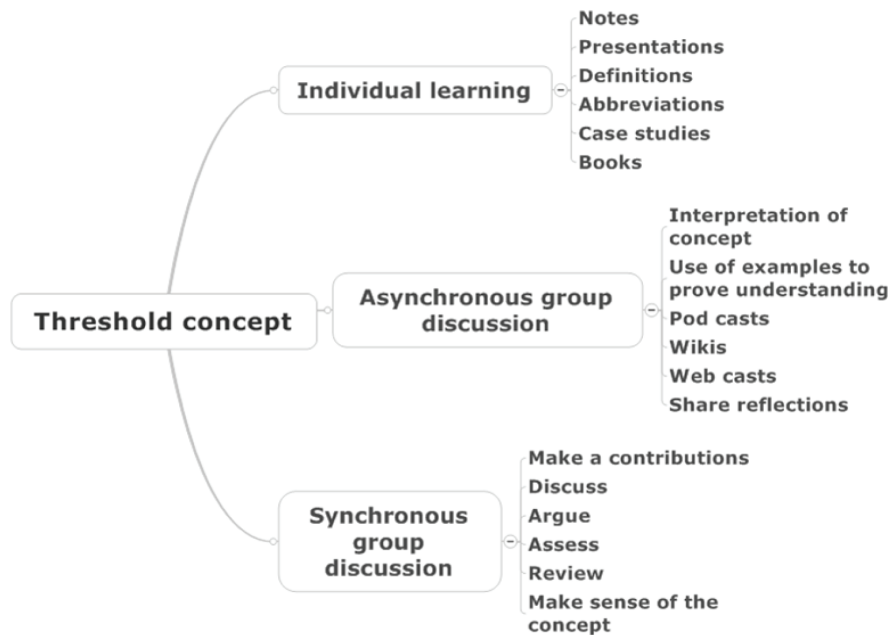 Notes
Presentations
Individual learning
Definitions
Abbreviations
Case studies
Books
Interpretation of
concept
Use of examples to
prove understanding
Asynchronous group
discussion
Threshold concept
Pod casts
Wikis
Web casts
Share reflections
Make a contributions
Discuss
Synchronous
group
discussion
Argue
Assess
Review
Make sense of the
concept